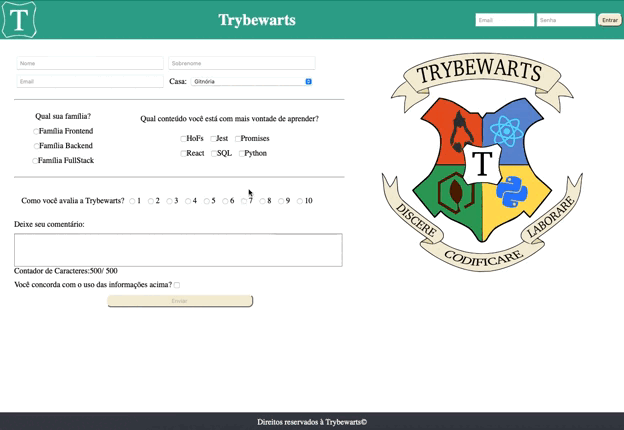 T Trybewarts Email Senha Entrar
Nome Sobrenome
Email Casa: Gitnória
Qual sua família?
Família Frontend
Família Backend
Família FullStack
Qual conteúdo você está com mais vontade de aprender?
HoFs Jest Promises
React SQL Python
Como você avalia a Trybewarts? 1 2 3 4 5 6 7 8 9 10
Deixe seu comentário:
Contador de Caracteres:500/ 500
Você concorda com o uso das informações acima?
Enviar
TRYBEWARTS
T
DISCERE
CODIFICARE
LABORARE
Direitos reservados à Trybewarts©